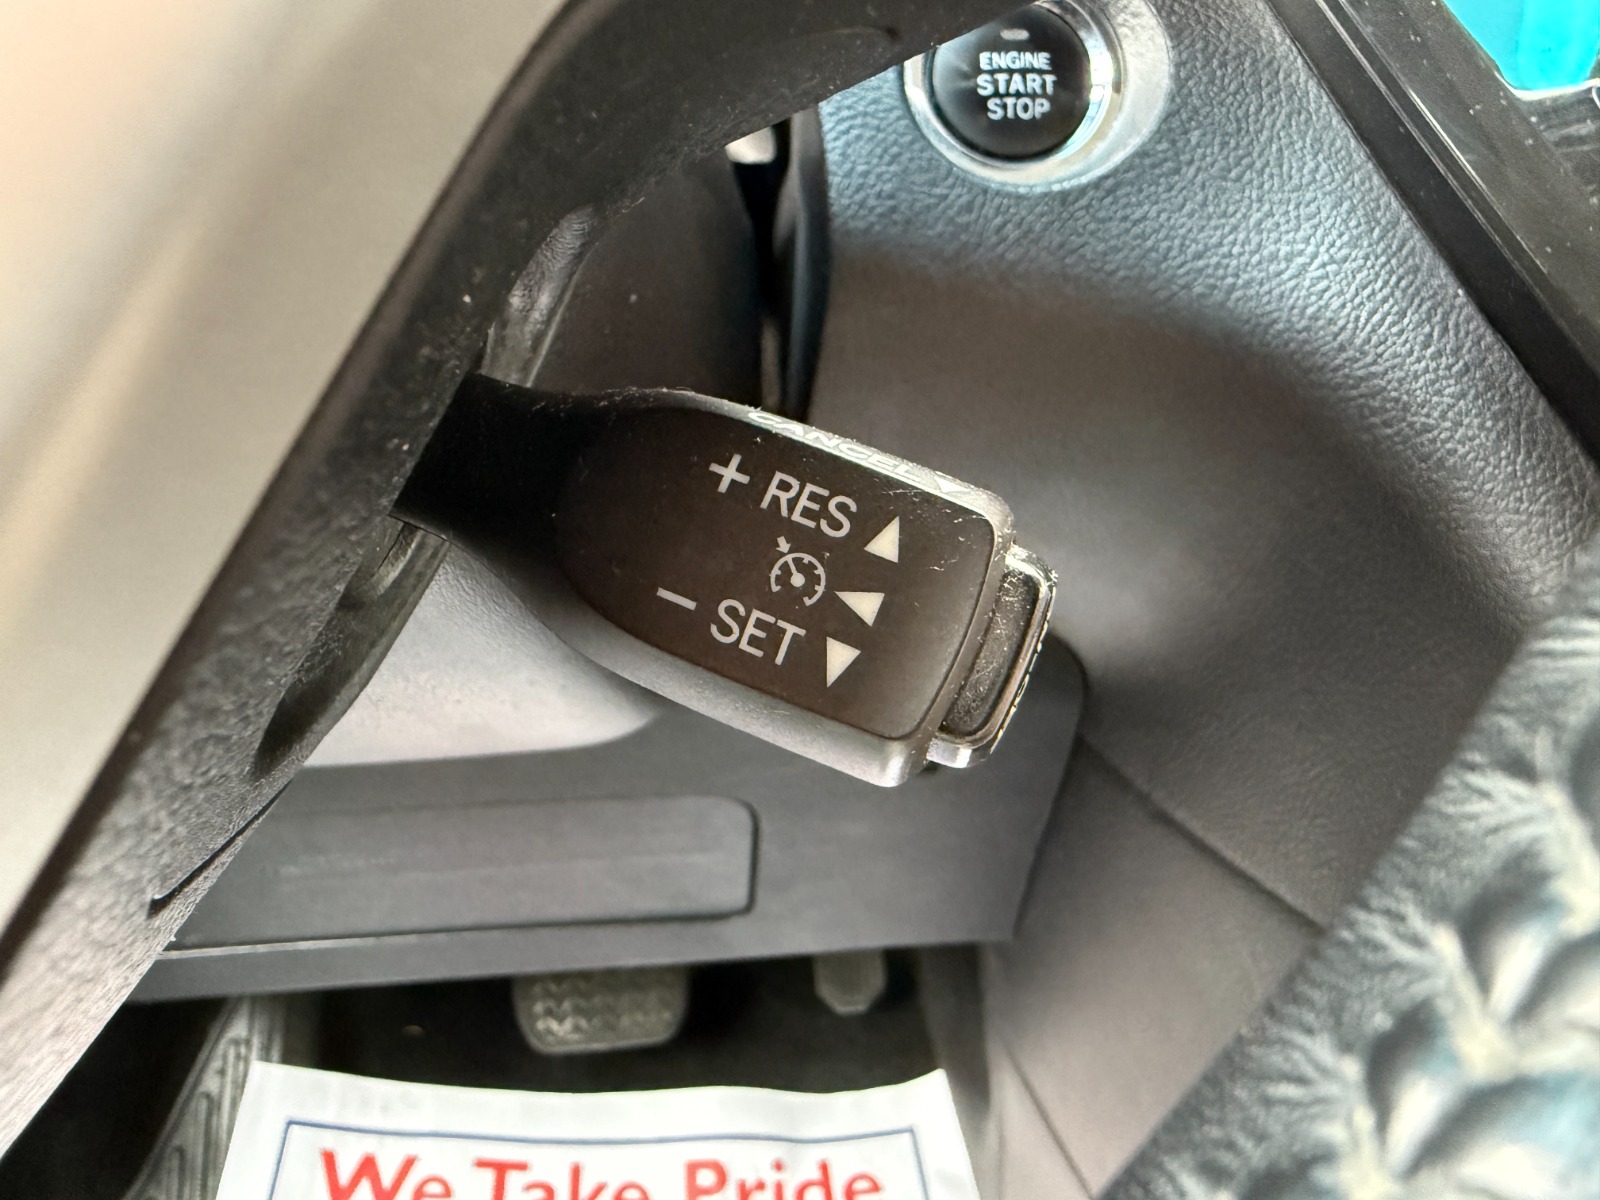 ENGINE
START
STOP
CANCEL
+ RES
− SET
We Take Pride